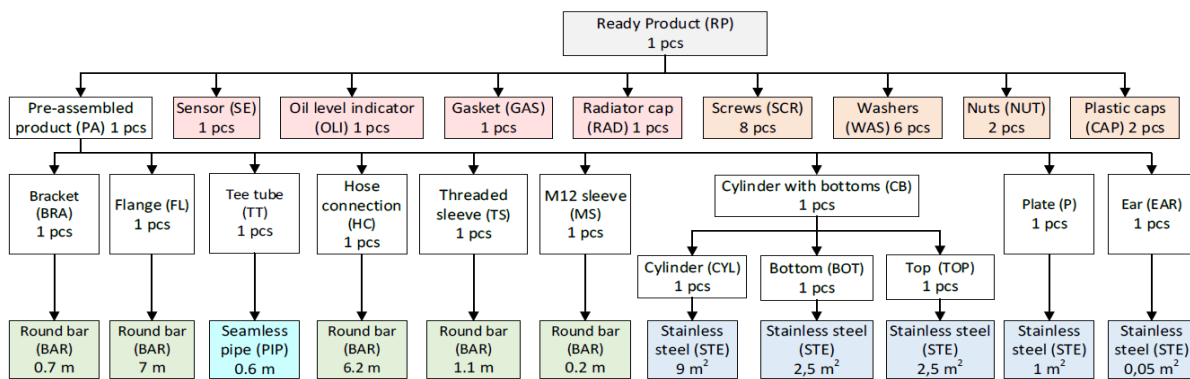 Ready Product (RP)
1 pcs
Pre-assembled
product (PA) 1 pcs
Sensor (SE)
1 pcs
Oil level indicator
(OLI) 1 pcs
Gasket (GAS)
1 pcs
Radiator cap
(RAD) 1 pcs
Screws (SCR)
8 pcs
Washers
(WAS) 6 pcs
Nuts (NUT)
2 pcs
Plastic caps
(CAP) 2 pcs
Bracket
(BRA)
1 pcs
Flange (FL)
1 pcs
Tee tube
(TT)
1 pcs
Hose
connection
(HC)
1 pcs
Threaded
sleeve (TS)
1 pcs
M12 sleeve
(MS)
1 pcs
Cylinder with bottoms (CB)
1 pcs
Plate (P)
1 pcs
Ear (EAR)
1 pcs
Cylinder (CYL)
1 pcs
Bottom (BOT)
1 pcs
Top (TOP)
1 pcs
Round bar
(BAR)
0.7 m
Round bar
(BAR)
7 m
Seamless
pipe (PIP)
0.6 m
Round bar
(BAR)
6.2 m
Round bar
(BAR)
1.1 m
Round bar
(BAR)
0.2 m
Stainless
steel (STE)
9 m²
Stainless steel
(STE)
2,5 m²
Stainless steel
(STE)
2,5 m²
Stainless
steel (STE)
1 m²
Stainless
steel (STE)
0,05 m²